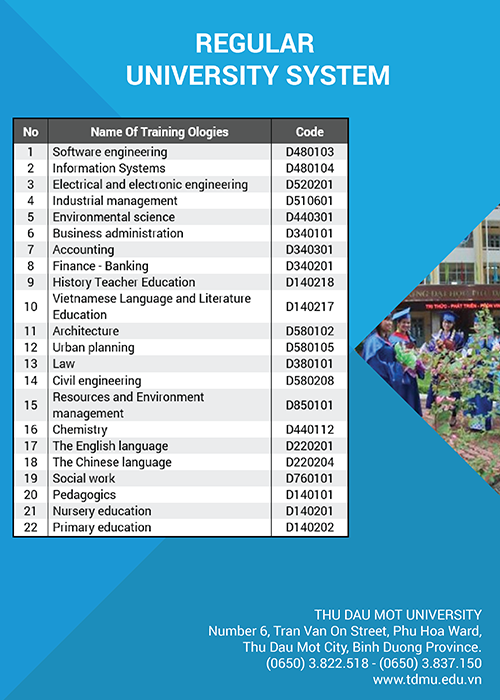 REGULAR
UNIVERSITY SYSTEM
No Name Of Training Ologies Code
1 Software engineering D480103
2 Information Systems D480104
3 Electrical and electronic engineering D520201
4 Industrial management D510601
5 Environmental science D440301
6 Business administration D340101
7 Accounting D340301
8 Finance - Banking D340201
9 History Teacher Education D140218
10 Vietnamese Language and Literature Education D140217
11 Architecture D580102
12 Urban planning D580105
13 Law D380101
14 Civil engineering D580208
15 Resources and Environment management D850101
16 Chemistry D440112
17 The English language D220201
18 The Chinese language D220204
19 Social work D760101
20 Pedagogics D140101
21 Nursery education D140201
22 Primary education D140202
TRI THỨC - PHÁT TRIỂN
THU DAU MOT UNIVERSITY
Number 6, Tran Van On Street, Phu Hoa Ward,
Thu Dau Mot City, Binh Duong Province.
(0650) 3.822.518 - (0650) 3.837.150
www.tdmu.edu.vn